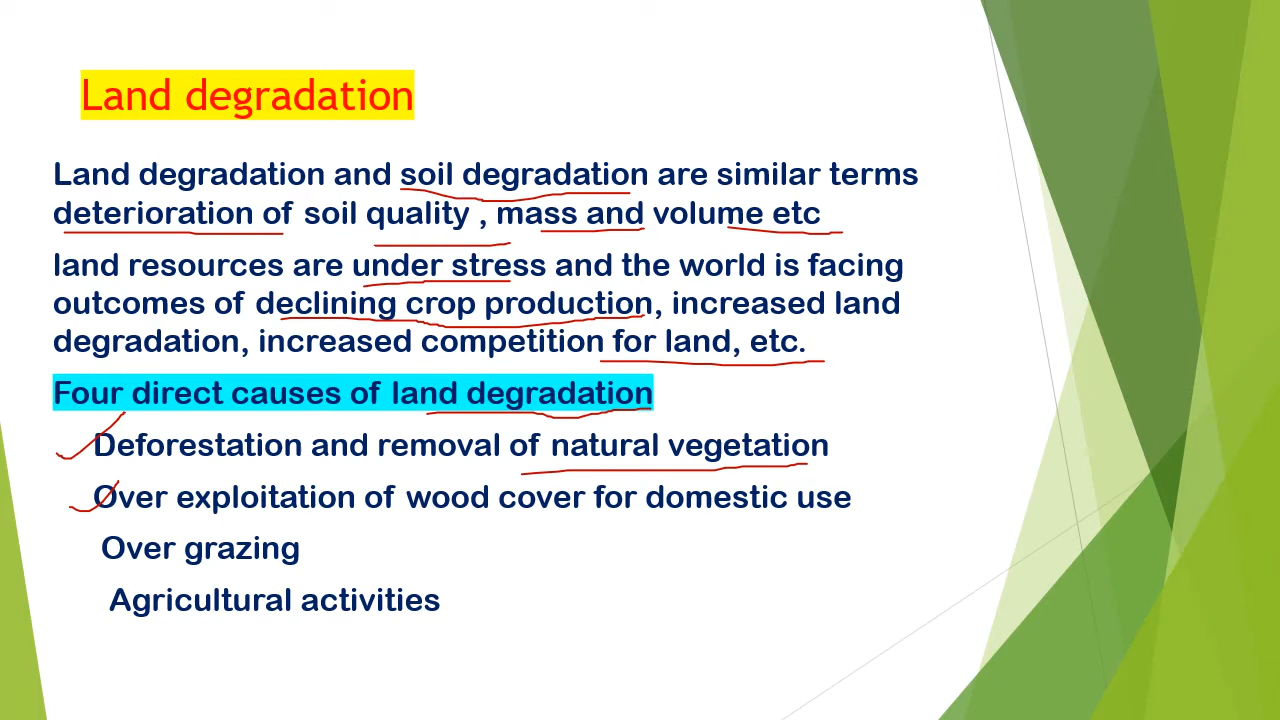 Land degradation
Land degradation and soil degradation are similar terms
deterioration of soil quality , mass and volume etc
land resources are under stress and the world is facing
outcomes of declining crop production, increased land
degradation, increased competition for land, etc.
Four direct causes of land degradation
Deforestation and removal of natural vegetation
Over exploitation of wood cover for domestic use
Over grazing
Agricultural activities